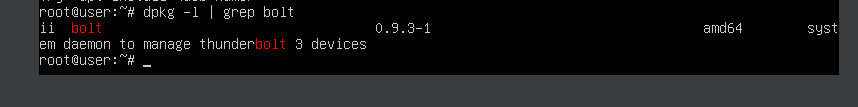 root@user:~# dpkg -l | grep bolt
ii  bolt                                  0.9.3-1                                  amd64        syst
em daemon to manage thunderbolt 3 devices
root@user:~# _